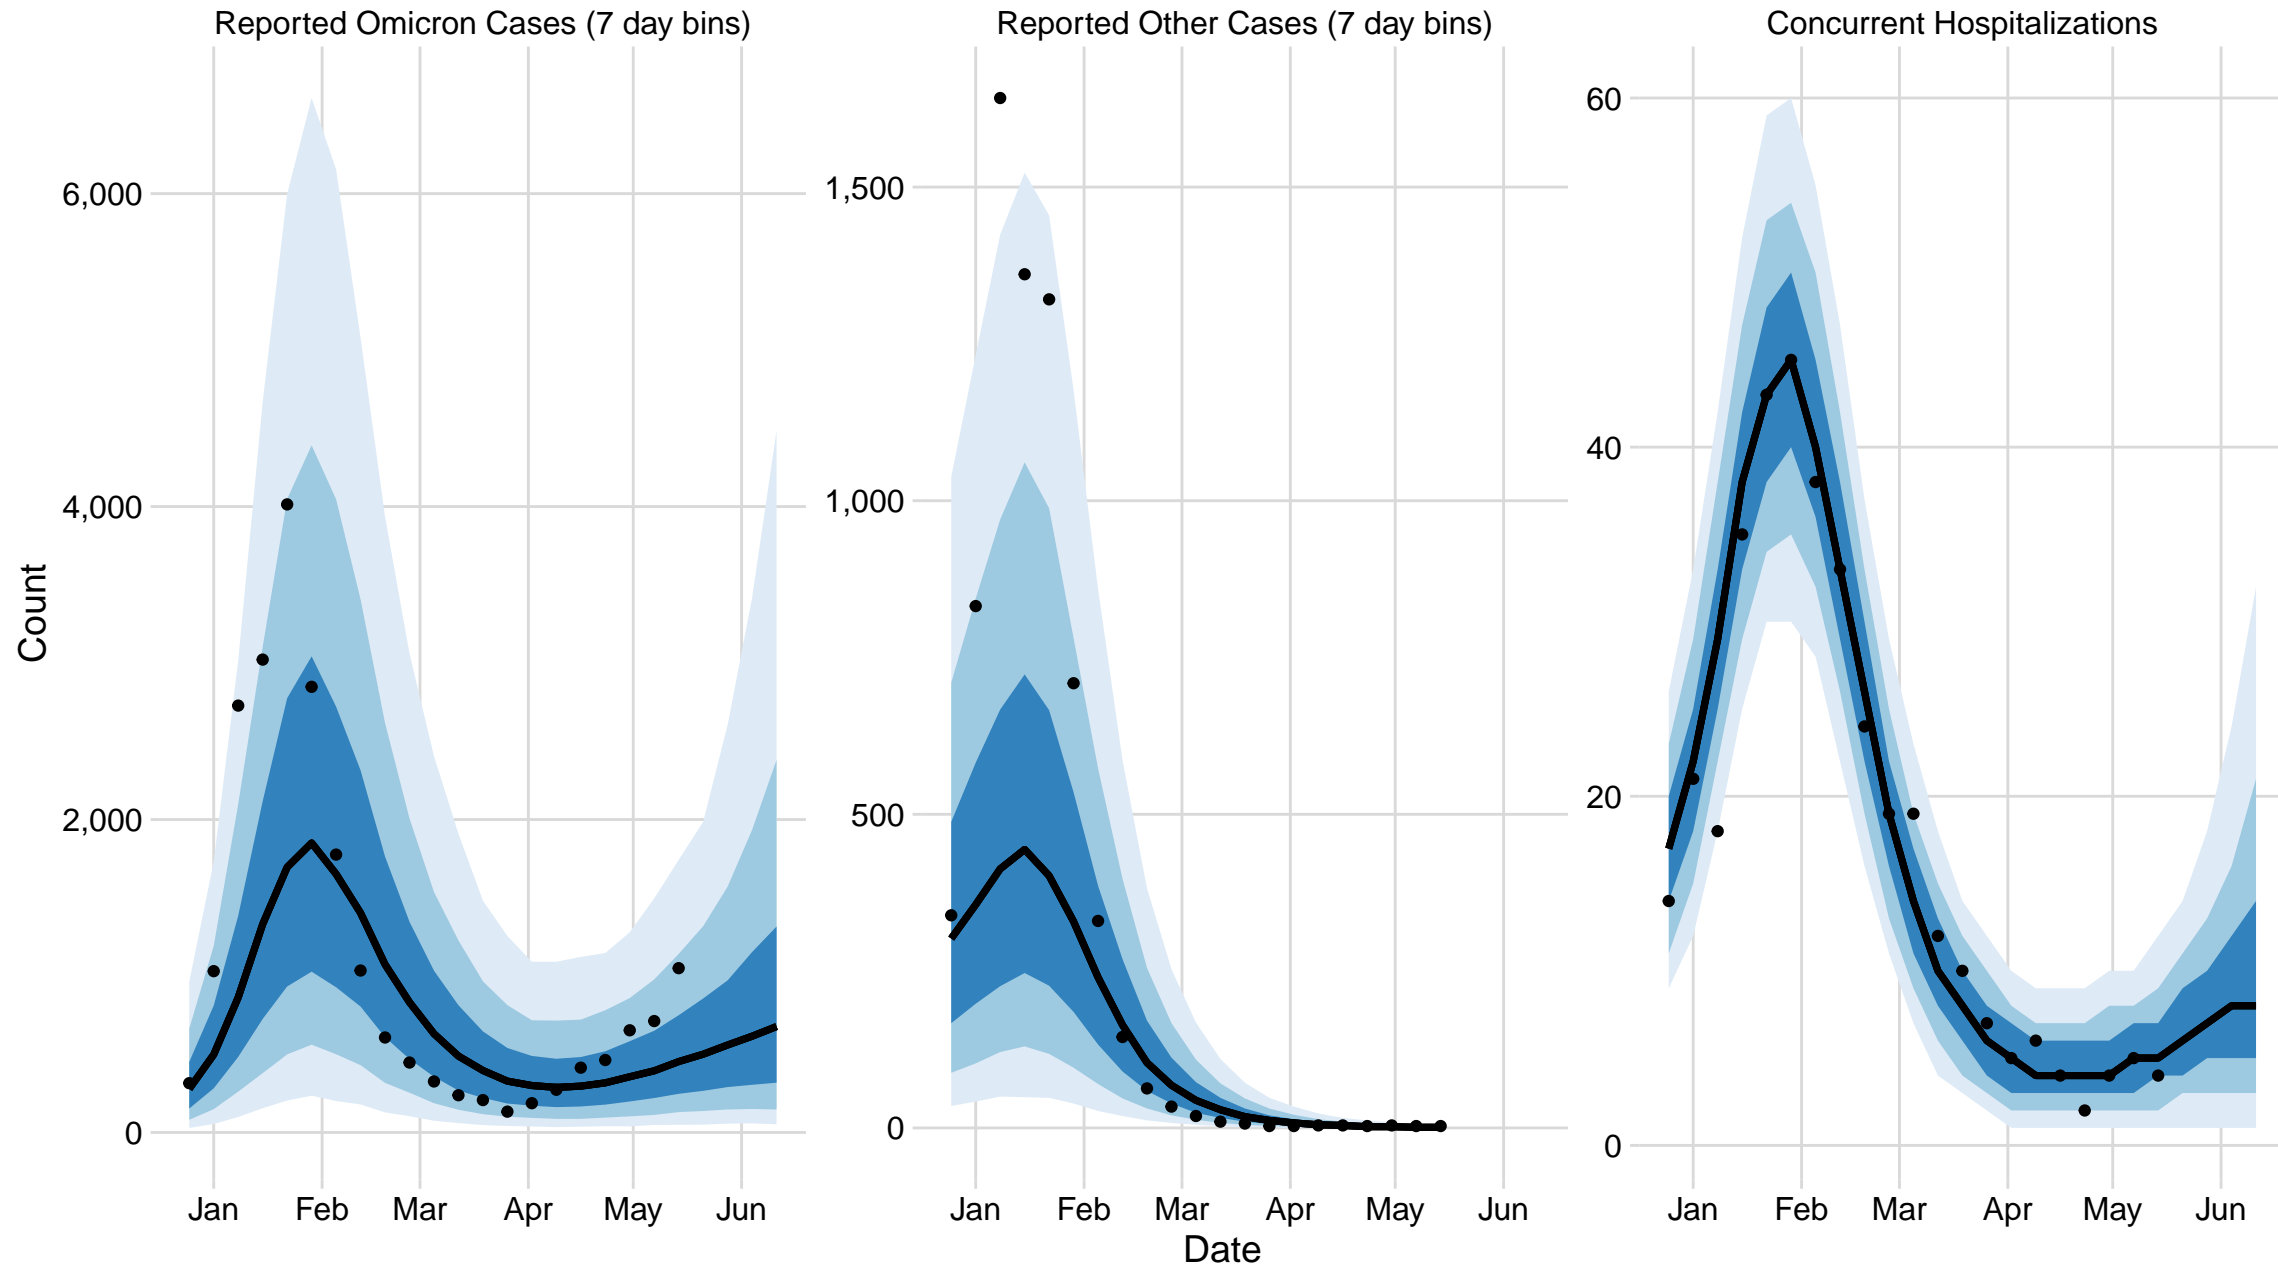 Reported Omicron Cases (7 day bins)
Reported Other Cases (7 day bins)
Concurrent Hospitalizations
Count
6,000
4,000
2,000
0
1,500
1,000
500
0
60
40
20
0
Jan Feb Mar Apr May Jun
Jan Feb Mar Apr May Jun
Jan Feb Mar Apr May Jun
Date